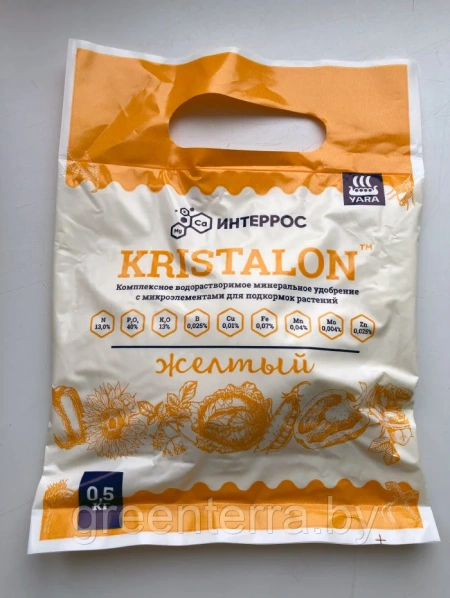 YARA
Mg Ca ИНТЕРРОС
KRISTALON™
Комплексное водорастворимое минеральное удобрение
с микроэлементами для подкормок растений
N P₂O₅ K₂O B Cu Fe Mn Mo Zn
13,0% 40% 13% 0,025% 0,01% 0,07% 0,04% 0,004% 0,025%
желтый
0,5
КГ
greenterra.by